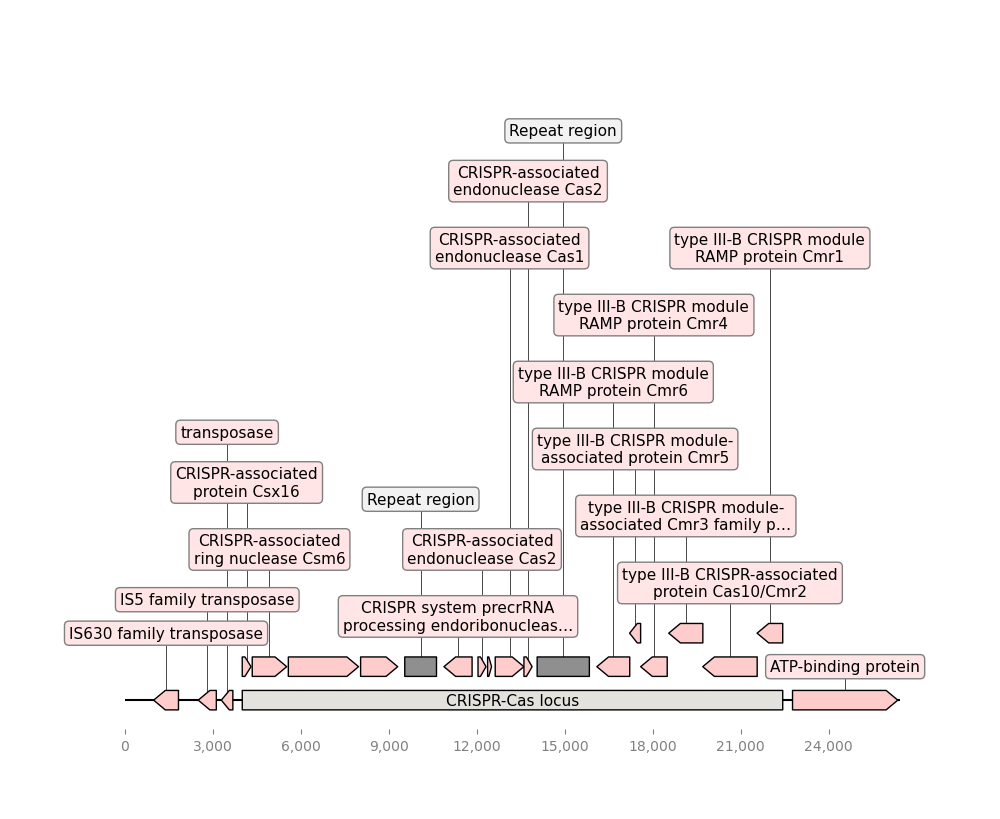 Repeat region
CRISPR-associated
endonuclease Cas2
CRISPR-associated
endonuclease Cas1
type III-B CRISPR module
RAMP protein Cmr1
type III-B CRISPR module
RAMP protein Cmr4
type III-B CRISPR module
RAMP protein Cmr6
transposase
type III-B CRISPR module-
associated protein Cmr5
CRISPR-associated
protein Csx16
Repeat region
type III-B CRISPR module-
associated Cmr3 family p...
CRISPR-associated
ring nuclease Csm6
CRISPR-associated
endonuclease Cas2
type III-B CRISPR-associated
protein Cas10/Cmr2
IS5 family transposase
CRISPR system precrRNA
processing endoribonucleas...
IS630 family transposase
ATP-binding protein
CRISPR-Cas locus
0 3,000 6,000 9,000 12,000 15,000 18,000 21,000 24,000